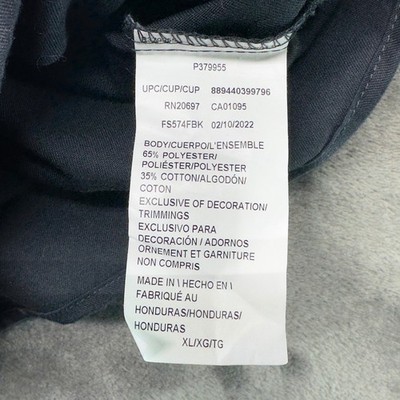 P379955
UPC/CUP/CUP 889440399796
RN20697 CA01095
FS574FBK 02/10/2022
BODY/CUERPO/L'ENSEMBLE
65% POLYESTER/
POLIÉSTER/POLYESTER
35% COTTON/ALGODÓN/
COTON
EXCLUSIVE OF DECORATION/
TRIMMINGS
EXCLUSIVO PARA
DECORACIÓN / ADORNOS
ORNEMENT ET GARNITURE
NON COMPRIS
MADE IN \ HECHO EN \
FABRIQUÉ AU
HONDURAS/HONDURAS/
HONDURAS
XL/XG/TG